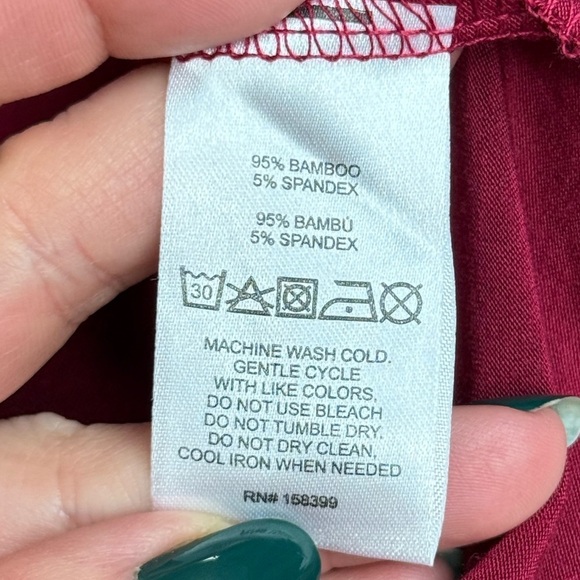 95% BAMBOO
5% SPANDEX
95% BAMBÚ
5% SPANDEX
30
MACHINE WASH COLD.
GENTLE CYCLE
WITH LIKE COLORS.
DO NOT USE BLEACH
DO NOT TUMBLE DRY.
DO NOT DRY CLEAN.
COOL IRON WHEN NEEDED
RN# 158399